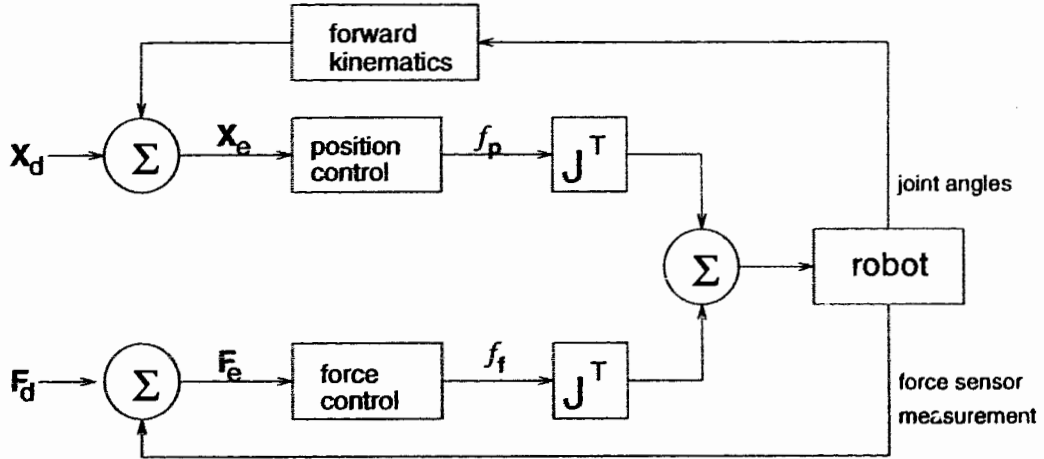 forward
kinematics
X_d
Σ
X_e
position
control
f_p
J^T
joint angles
Σ
robot
F_d
Σ
F_e
force
control
f_f
J^T
force sensor
measurement